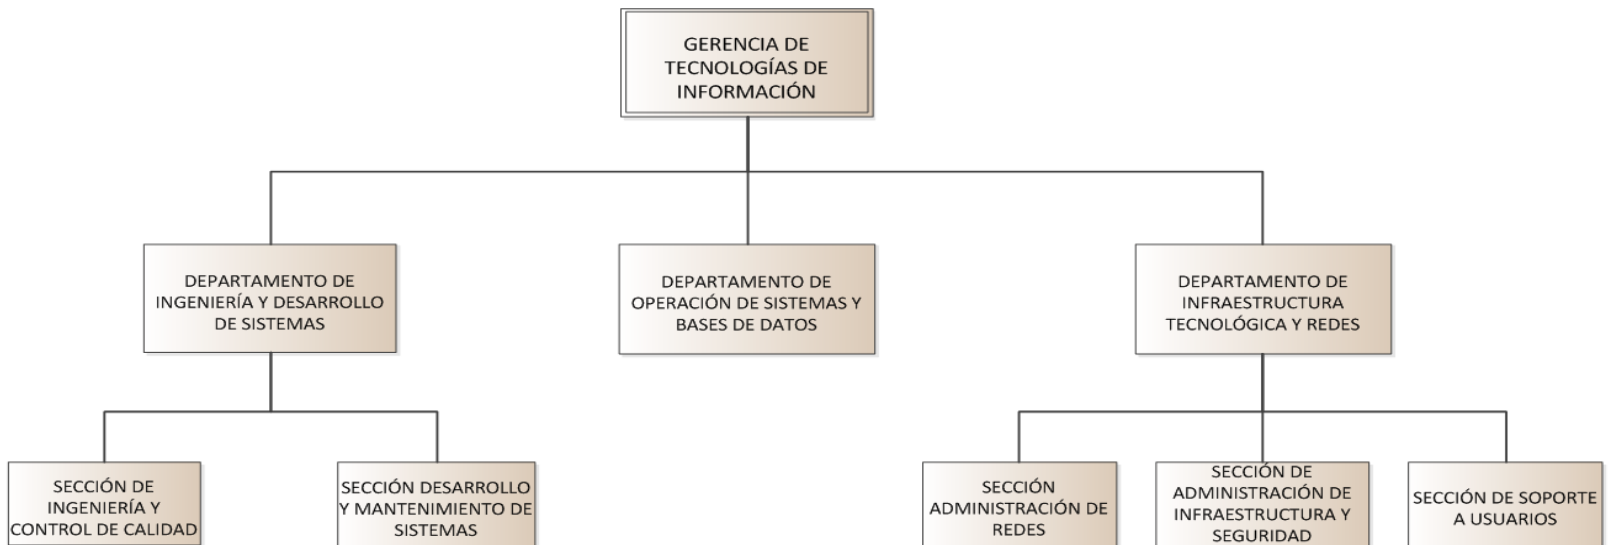 GERENCIA DE
TECNOLOGÍAS DE
INFORMACIÓN
DEPARTAMENTO DE
INGENIERÍA Y DESARROLLO
DE SISTEMAS
DEPARTAMENTO DE
OPERACIÓN DE SISTEMAS Y
BASES DE DATOS
DEPARTAMENTO DE
INFRAESTRUCTURA
TECNOLÓGICA Y REDES
SECCIÓN DE
INGENIERÍA Y
CONTROL DE CALIDAD
SECCIÓN DESARROLLO
Y MANTENIMIENTO DE
SISTEMAS
SECCIÓN
ADMINISTRACIÓN DE
REDES
SECCIÓN DE
ADMINISTRACIÓN DE
INFRAESTRUCTURA Y
SEGURIDAD
SECCIÓN DE SOPORTE
A USUARIOS